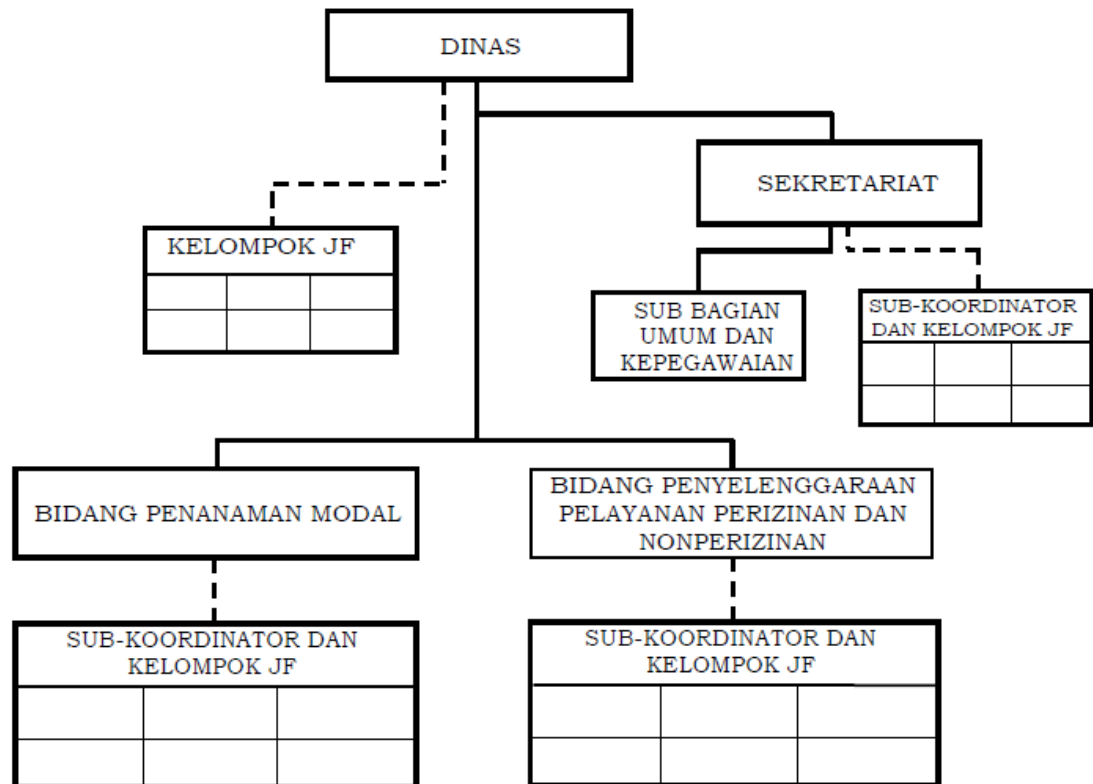 DINAS
SEKRETARIAT
KELOMPOK JF
SUB BAGIAN
UMUM DAN
KEPEGAWAIAN
SUB-KOORDINATOR
DAN KELOMPOK JF
BIDANG PENANAMAN MODAL
BIDANG PENYELENGGARAAN
PELAYANAN PERIZINAN DAN
NONPERIZINAN
SUB-KOORDINATOR DAN
KELOMPOK JF
SUB-KOORDINATOR DAN
KELOMPOK JF